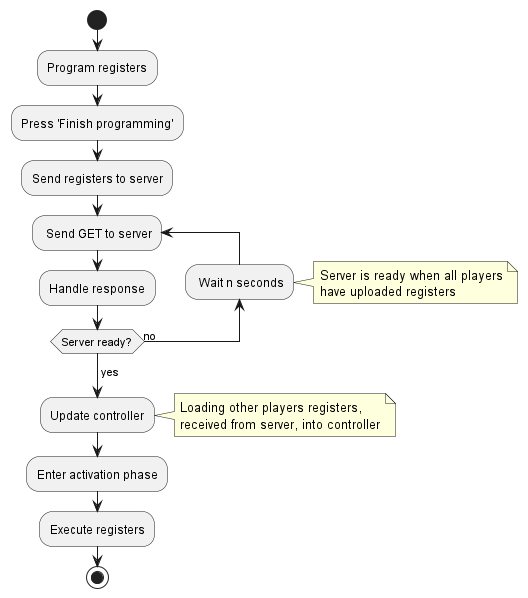 Program registers
Press 'Finish programming'
Send registers to server
Send GET to server
Wait n seconds
Server is ready when all players
have uploaded registers
Handle response
Server ready?
no
yes
Update controller
Loading other players registers,
received from server, into controller
Enter activation phase
Execute registers